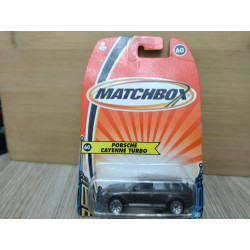 60
MATCHBOX
60
PORSCHE
CAYENNE TURBO